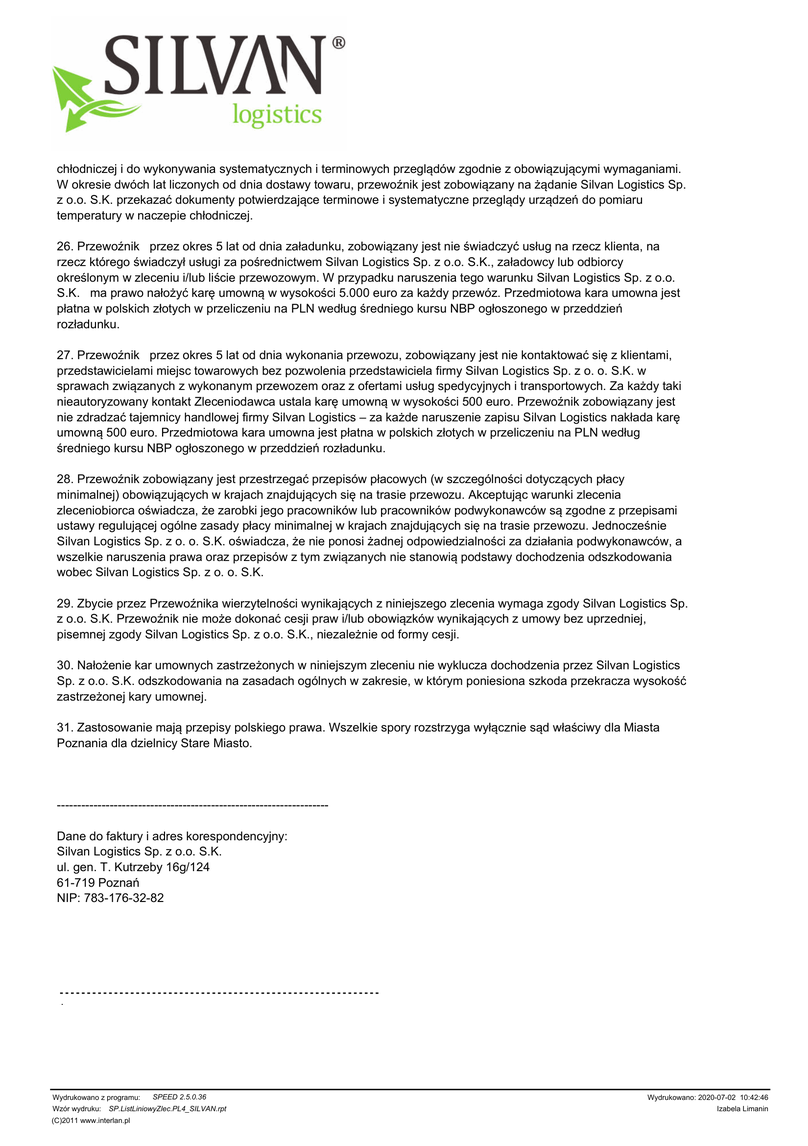 SILVAN®
logistics
chłodniczej i do wykonywania systematycznych i terminowych przeglądów zgodnie z obowiązującymi wymaganiami.
W okresie dwóch lat liczonych od dnia dostawy towaru, przewoźnik jest zobowiązany na żądanie Silvan Logistics Sp.
z o.o. S.K. przekazać dokumenty potwierdzające terminowe i systematyczne przeglądy urządzeń do pomiaru
temperatury w naczepie chłodniczej.
26. Przewoźnik przez okres 5 lat od dnia załadunku, zobowiązany jest nie świadczyć usług na rzecz klienta, na
rzecz którego świadczył usługi za pośrednictwem Silvan Logistics Sp. z o.o. S.K., załadowcy lub odbiorcy
określonym w zleceniu i/lub liście przewozowym. W przypadku naruszenia tego warunku Silvan Logistics Sp. z o.o.
S.K. ma prawo nałożyć karę umowną w wysokości 5.000 euro za każdy przewóz. Przedmiotowa kara umowna jest
płatna w polskich złotych w przeliczeniu na PLN według średniego kursu NBP ogłoszonego w przeddzień
rozładunku.
27. Przewoźnik przez okres 5 lat od dnia wykonania przewozu, zobowiązany jest nie kontaktować się z klientami,
przedstawicielami miejsc towarowych bez pozwolenia przedstawiciela firmy Silvan Logistics Sp. z o. o. S.K. w
sprawach związanych z wykonanym przewozem oraz z ofertami usług spedycyjnych i transportowych. Za każdy taki
nieautoryzowany kontakt Zleceniodawca ustala karę umowną w wysokości 500 euro. Przewoźnik zobowiązany jest
nie zdradzać tajemnicy handlowej firmy Silvan Logistics – za każde naruszenie zapisu Silvan Logistics nakłada karę
umowną 500 euro. Przedmiotowa kara umowna jest płatna w polskich złotych w przeliczeniu na PLN według
średniego kursu NBP ogłoszonego w przeddzień rozładunku.
28. Przewoźnik zobowiązany jest przestrzegać przepisów płacowych (w szczególności dotyczących płacy
minimalnej) obowiązujących w krajach znajdujących się na trasie przewozu. Akceptując warunki zlecenia
zleceniobiorca oświadcza, że zarobki jego pracowników lub pracowników podwykonawców są zgodne z przepisami
ustawy regulującej ogólne zasady płacy minimalnej w krajach znajdujących się na trasie przewozu. Jednocześnie
Silvan Logistics Sp. z o. o. S.K. oświadcza, że nie ponosi żadnej odpowiedzialności za działania podwykonawców, a
wszelkie naruszenia prawa oraz przepisów z tym związanych nie stanowią podstawy dochodzenia odszkodowania
wobec Silvan Logistics Sp. z o. o. S.K.
29. Zbycie przez Przewoźnika wierzytelności wynikających z niniejszego zlecenia wymaga zgody Silvan Logistics Sp.
z o.o. S.K. Przewoźnik nie może dokonać cesji praw i/lub obowiązków wynikających z umowy bez uprzedniej,
pisemnej zgody Silvan Logistics Sp. z o.o. S.K., niezależnie od formy cesji.
30. Nałożenie kar umownych zastrzeżonych w niniejszym zleceniu nie wyklucza dochodzenia przez Silvan Logistics
Sp. z o.o. S.K. odszkodowania na zasadach ogólnych w zakresie, w którym poniesiona szkoda przekracza wysokość
zastrzeżonej kary umownej.
31. Zastosowanie mają przepisy polskiego prawa. Wszelkie spory rozstrzyga wyłącznie sąd właściwy dla Miasta
Poznania dla dzielnicy Stare Miasto.
-------------------------------------------------------------------
Dane do faktury i adres korespondencyjny:
Silvan Logistics Sp. z o.o. S.K.
ul. gen. T. Kutrzeby 16g/124
61-719 Poznań
NIP: 783-176-32-82
-----------------------------------------------------------
.
Wydrukowano z programu: SPEED 2.5.0.36 Wydrukowano: 2020-07-02 10:42:46
Wzór wydruku: SP.ListLiniowyZlec.PL4_SILVAN.rpt Izabela Limanin
(C)2011 www.interlan.pl